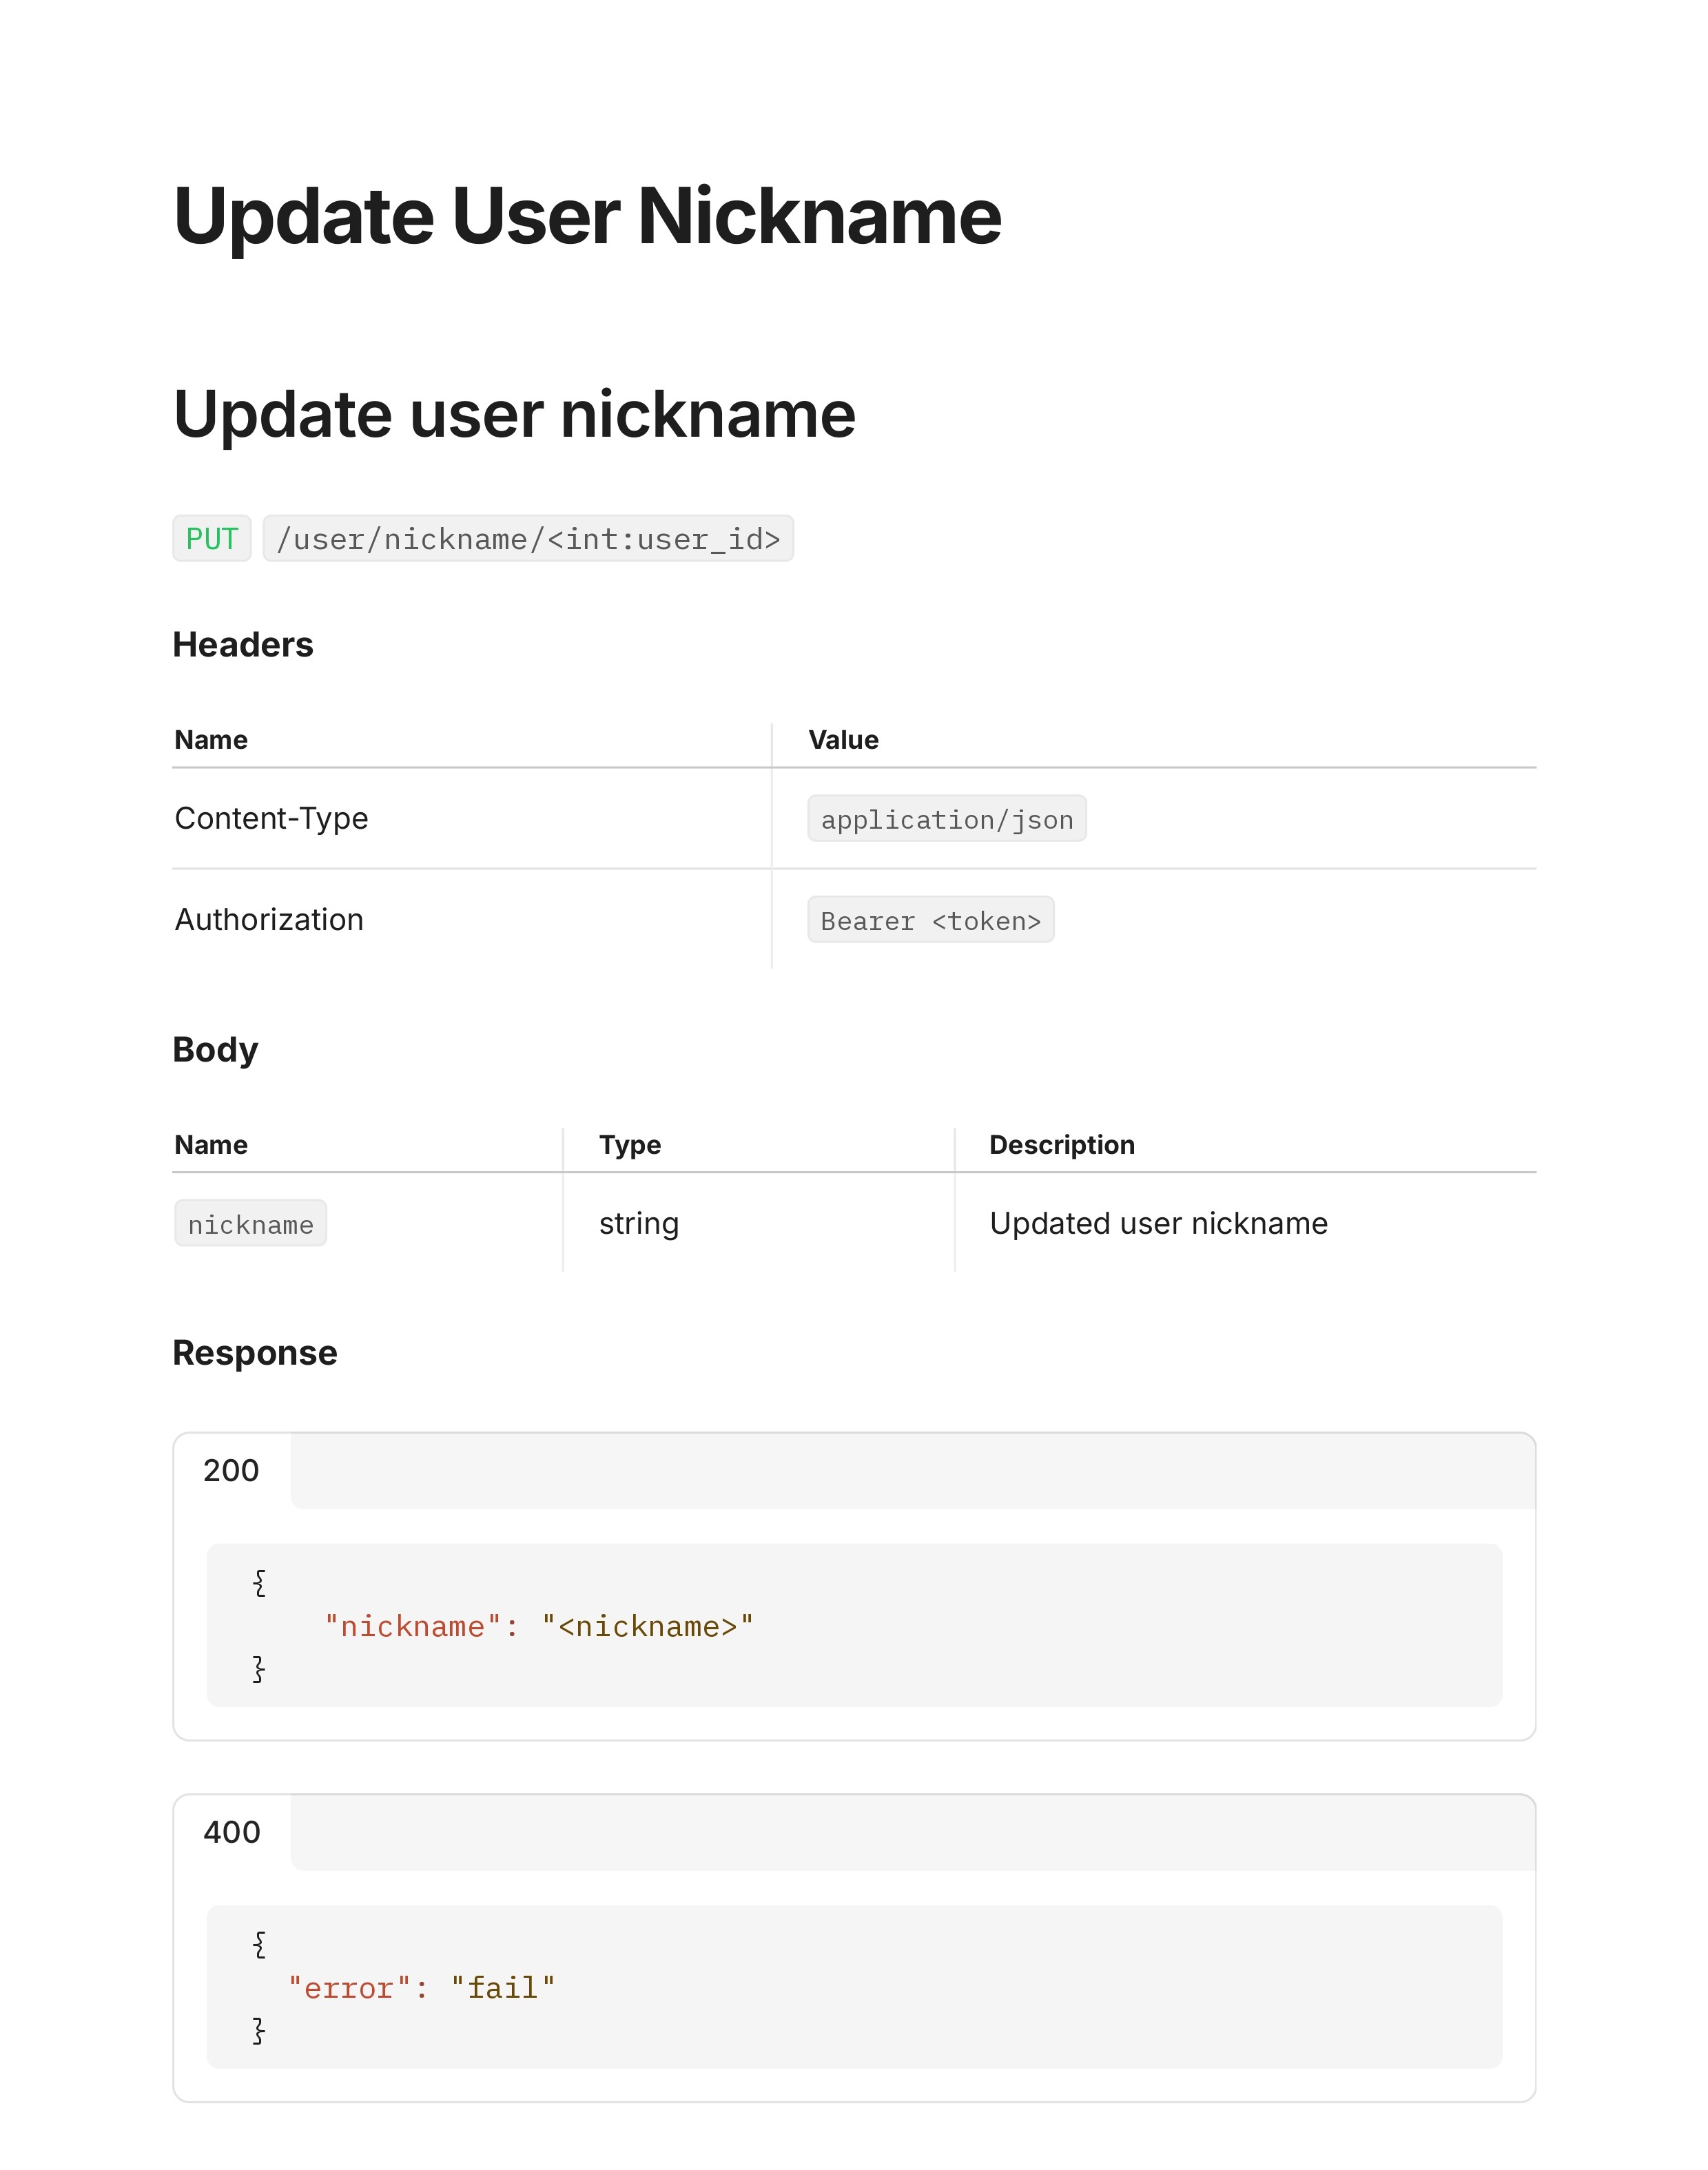 Update User Nickname
Update user nickname
PUT /user/nickname/<int:user_id>
Headers
Name Value
Content-Type application/json
Authorization Bearer <token>
Body
Name Type Description
nickname string Updated user nickname
Response
200
{
    "nickname": "<nickname>"
}
400
{
  "error": "fail"
}